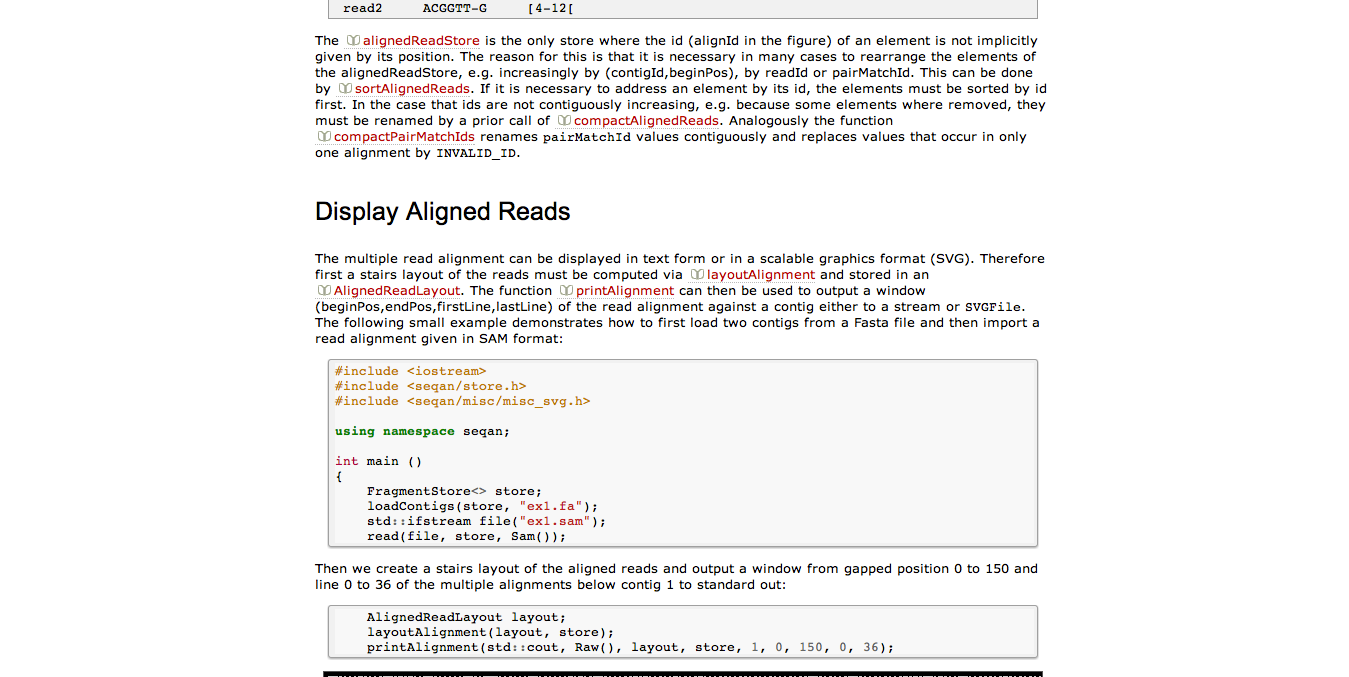 read2 ACGGTT-G [4-12[
The alignedReadStore is the only store where the id (alignId in the figure) of an element is not implicitly
given by its position. The reason for this is that it is necessary in many cases to rearrange the elements of
the alignedReadStore, e.g. increasingly by (contigId,beginPos), by readId or pairMatchId. This can be done
by sortAlignedReads. If it is necessary to address an element by its id, the elements must be sorted by id
first. In the case that ids are not contiguously increasing, e.g. because some elements where removed, they
must be renamed by a prior call of compactAlignedReads. Analogously the function
compactPairMatchIds renames pairMatchId values contiguously and replaces values that occur in only
one alignment by INVALID_ID.
Display Aligned Reads
The multiple read alignment can be displayed in text form or in a scalable graphics format (SVG). Therefore
first a stairs layout of the reads must be computed via layoutAlignment and stored in an
AlignedReadLayout. The function printAlignment can then be used to output a window
(beginPos,endPos,firstLine,lastLine) of the read alignment against a contig either to a stream or SVGFile.
The following small example demonstrates how to first load two contigs from a Fasta file and then import a
read alignment given in SAM format:
#include <iostream>
#include <seqan/store.h>
#include <seqan/misc/misc_svg.h>
using namespace seqan;
int main ()
{
FragmentStore<> store;
loadContigs(store, "ex1.fa");
std::ifstream file("ex1.sam");
read(file, store, Sam());
Then we create a stairs layout of the aligned reads and output a window from gapped position 0 to 150 and
line 0 to 36 of the multiple alignments below contig 1 to standard out:
AlignedReadLayout layout;
layoutAlignment(layout, store);
printAlignment(std::cout, Raw(), layout, store, 1, 0, 150, 0, 36);